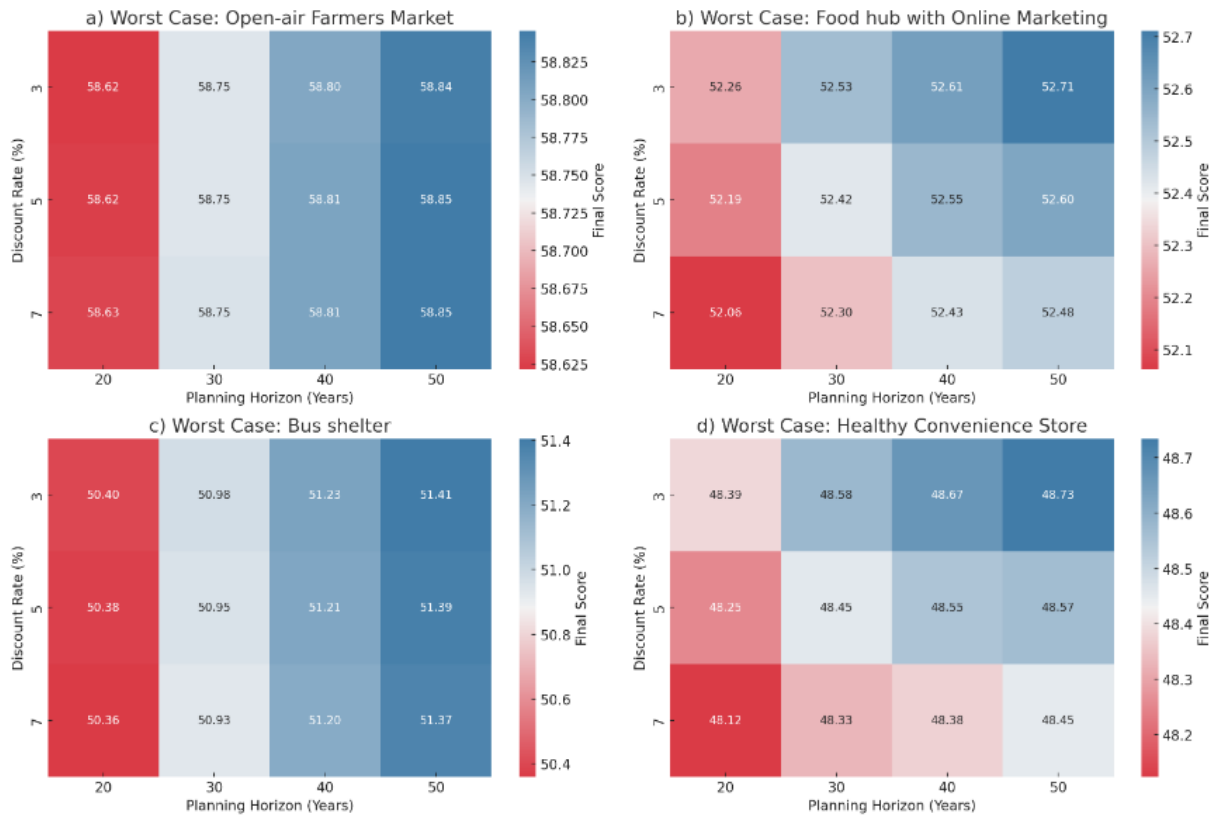 a) Worst Case: Open-air Farmers Market
3
5
7
Discount Rate (%)
58.62 58.75 58.80 58.84
58.62 58.75 58.81 58.85
58.63 58.75 58.81 58.85
20 30 40 50
Planning Horizon (Years)
58.825
58.800
58.775
58.750
58.725
58.700
58.675
58.650
58.625
Final Score
b) Worst Case: Food hub with Online Marketing
3
5
7
Discount Rate (%)
52.26 52.53 52.61 52.71
52.19 52.42 52.55 52.60
52.06 52.30 52.43 52.48
20 30 40 50
Planning Horizon (Years)
52.7
52.6
52.5
52.4
52.3
52.2
52.1
Final Score
c) Worst Case: Bus shelter
3
5
7
Discount Rate (%)
50.40 50.98 51.23 51.41
50.38 50.95 51.21 51.39
50.36 50.93 51.20 51.37
20 30 40 50
Planning Horizon (Years)
51.4
51.2
51.0
50.8
50.6
50.4
Final Score
d) Worst Case: Healthy Convenience Store
3
5
7
Discount Rate (%)
48.39 48.58 48.67 48.73
48.25 48.45 48.55 48.57
48.12 48.33 48.38 48.45
20 30 40 50
Planning Horizon (Years)
48.7
48.6
48.5
48.4
48.3
48.2
Final Score